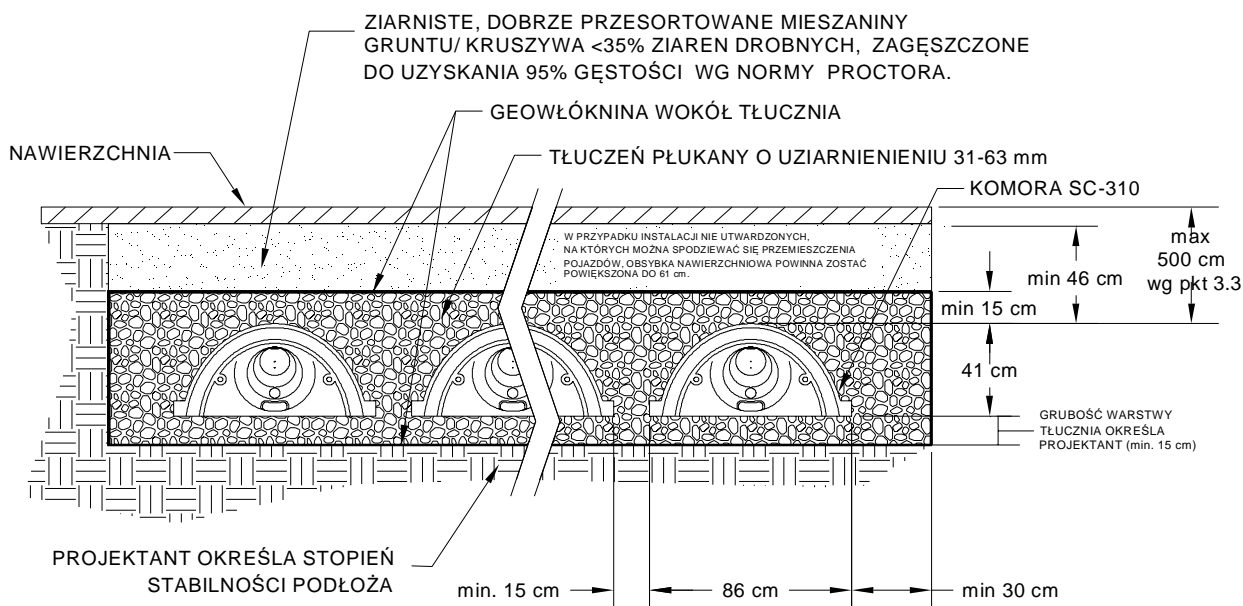 ZIARNISTE, DOBRZE PRZESORTOWANE MIESZANINY
GRUNTU/ KRUSZYWA <35% ZIAREN DROBNYCH, ZAGĘSZCZONE
DO UZYSKANIA 95% GĘSTOŚCI WG NORMY PROCTORA.
GEOWŁÓKNINA WOKÓŁ TŁUCZNIA
NAWIERZCHNIA
TŁUCZEŃ PŁUKANY O UZIARNIENIENIU 31-63 mm
KOMORA SC-310
W PRZYPADKU INSTALACJI NIE UTWARDZONYCH,
NA KTÓRYCH MOŻNA SPODZIEWAĆ SIĘ PRZEMIESZCZENIA
POJAZDÓW, OBSYBKA NAWIERZCHNIOWA POWINNA ZOSTAĆ
POWIĘKSZONA DO 61 cm.
max
500 cm
wg pkt 3.3
min 46 cm
min 15 cm
41 cm
GRUBOŚĆ WARSTWY
TŁUCZNIA OKREŚLA
PROJEKTANT (min. 15 cm)
PROJEKTANT OKREŚLA STOPIEŃ
STABILNOŚCI PODŁOŻA
min. 15 cm
86 cm
min 30 cm